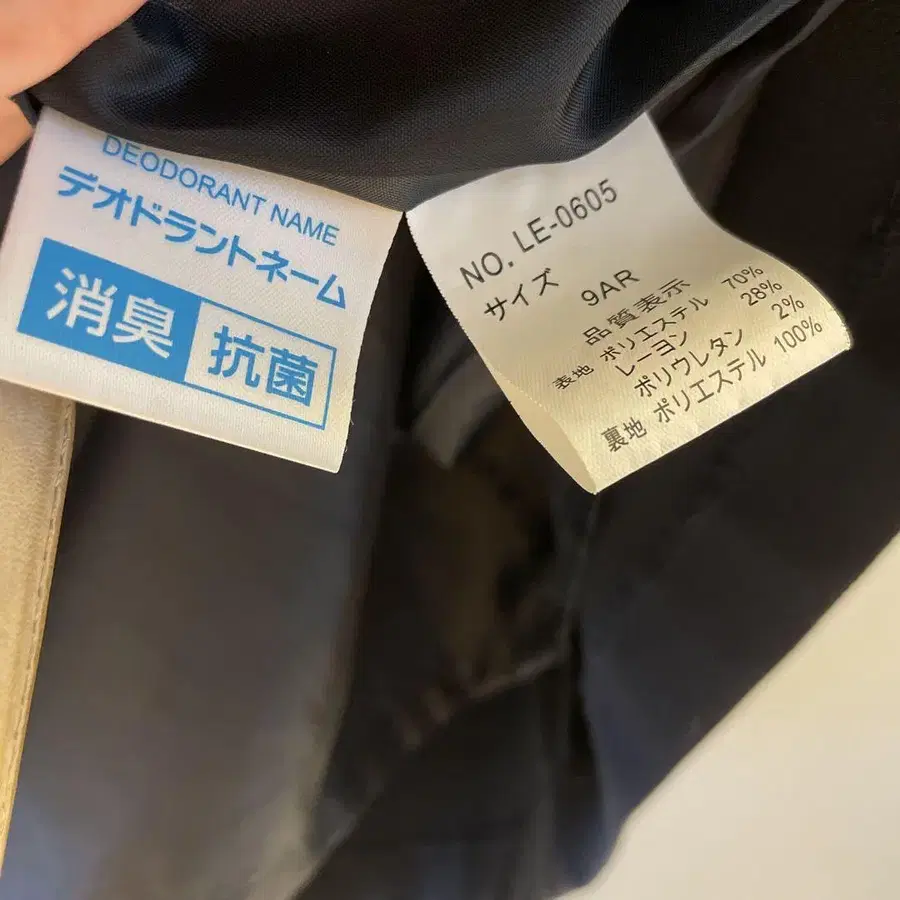 DEODORANT NAME
デオドラントネーム
消臭 抗菌
NO. LE-0605
サイズ 9AR
品質表示
表地 ポリエステル 70%
レーヨン 28%
ポリウレタン 2%
裏地 ポリエステル 100%